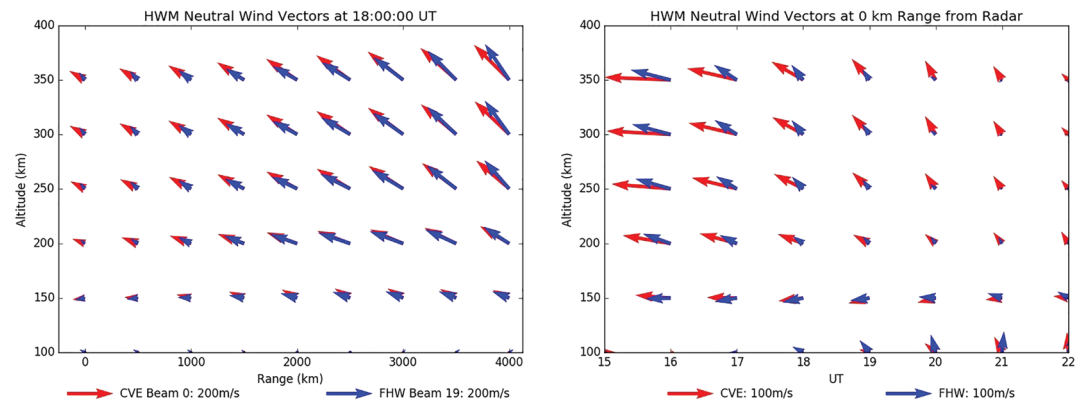 HWM Neutral Wind Vectors at 18:00:00 UT
400
350
300
250
200
150
100
Altitude (km)
0 1000 2000 3000 4000
Range (km)
CVE Beam 0: 200m/s FHW Beam 19: 200m/s
HWM Neutral Wind Vectors at 0 km Range from Radar
400
350
300
250
200
150
100
Altitude (km)
15 16 17 18 19 20 21 22
UT
CVE: 100m/s FHW: 100m/s